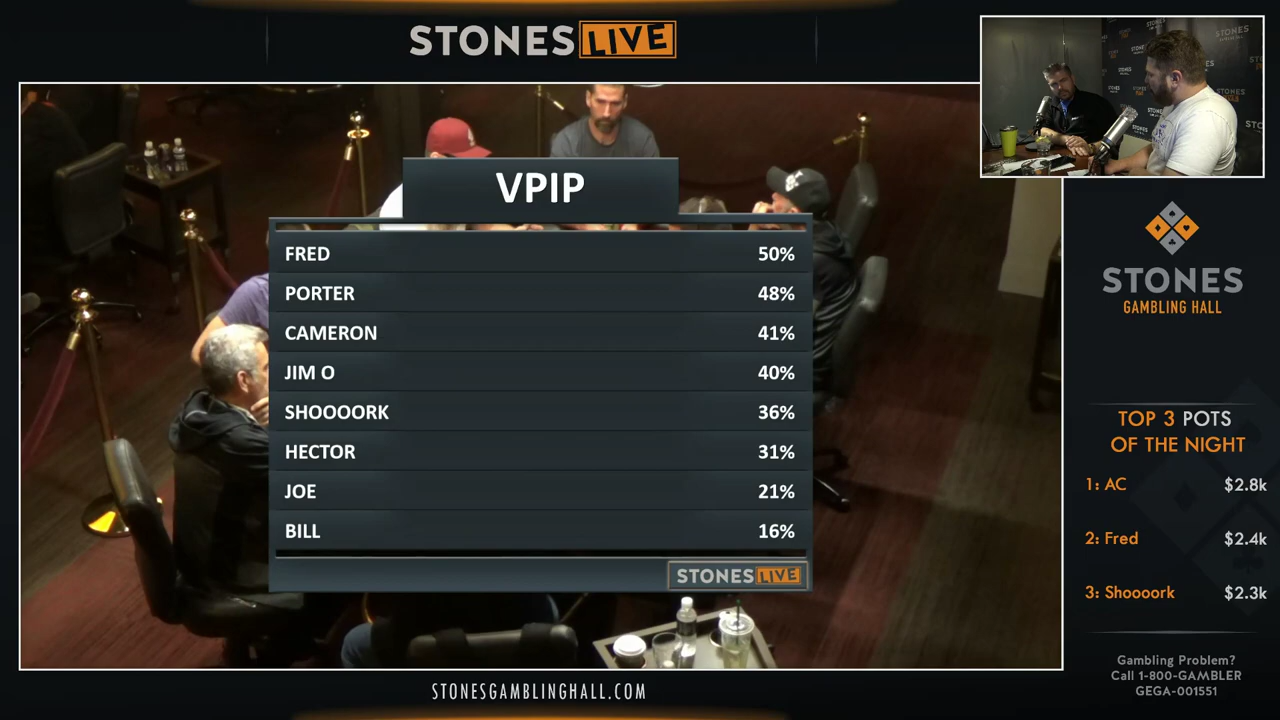 STONES LIVE
VPIP
FRED 50%
PORTER 48%
CAMERON 41%
JIM O 40%
SHOOOORK 36%
HECTOR 31%
JOE 21%
BILL 16%
STONES LIVE
STONES
GAMBLING HALL
TOP 3 POTS
OF THE NIGHT
1: AC $2.8k
2: Fred $2.4k
3: Shoooork $2.3k
Gambling Problem?
Call 1-800-GAMBLER
GEGA-001551
STONESGAMBLINGHALL.COM